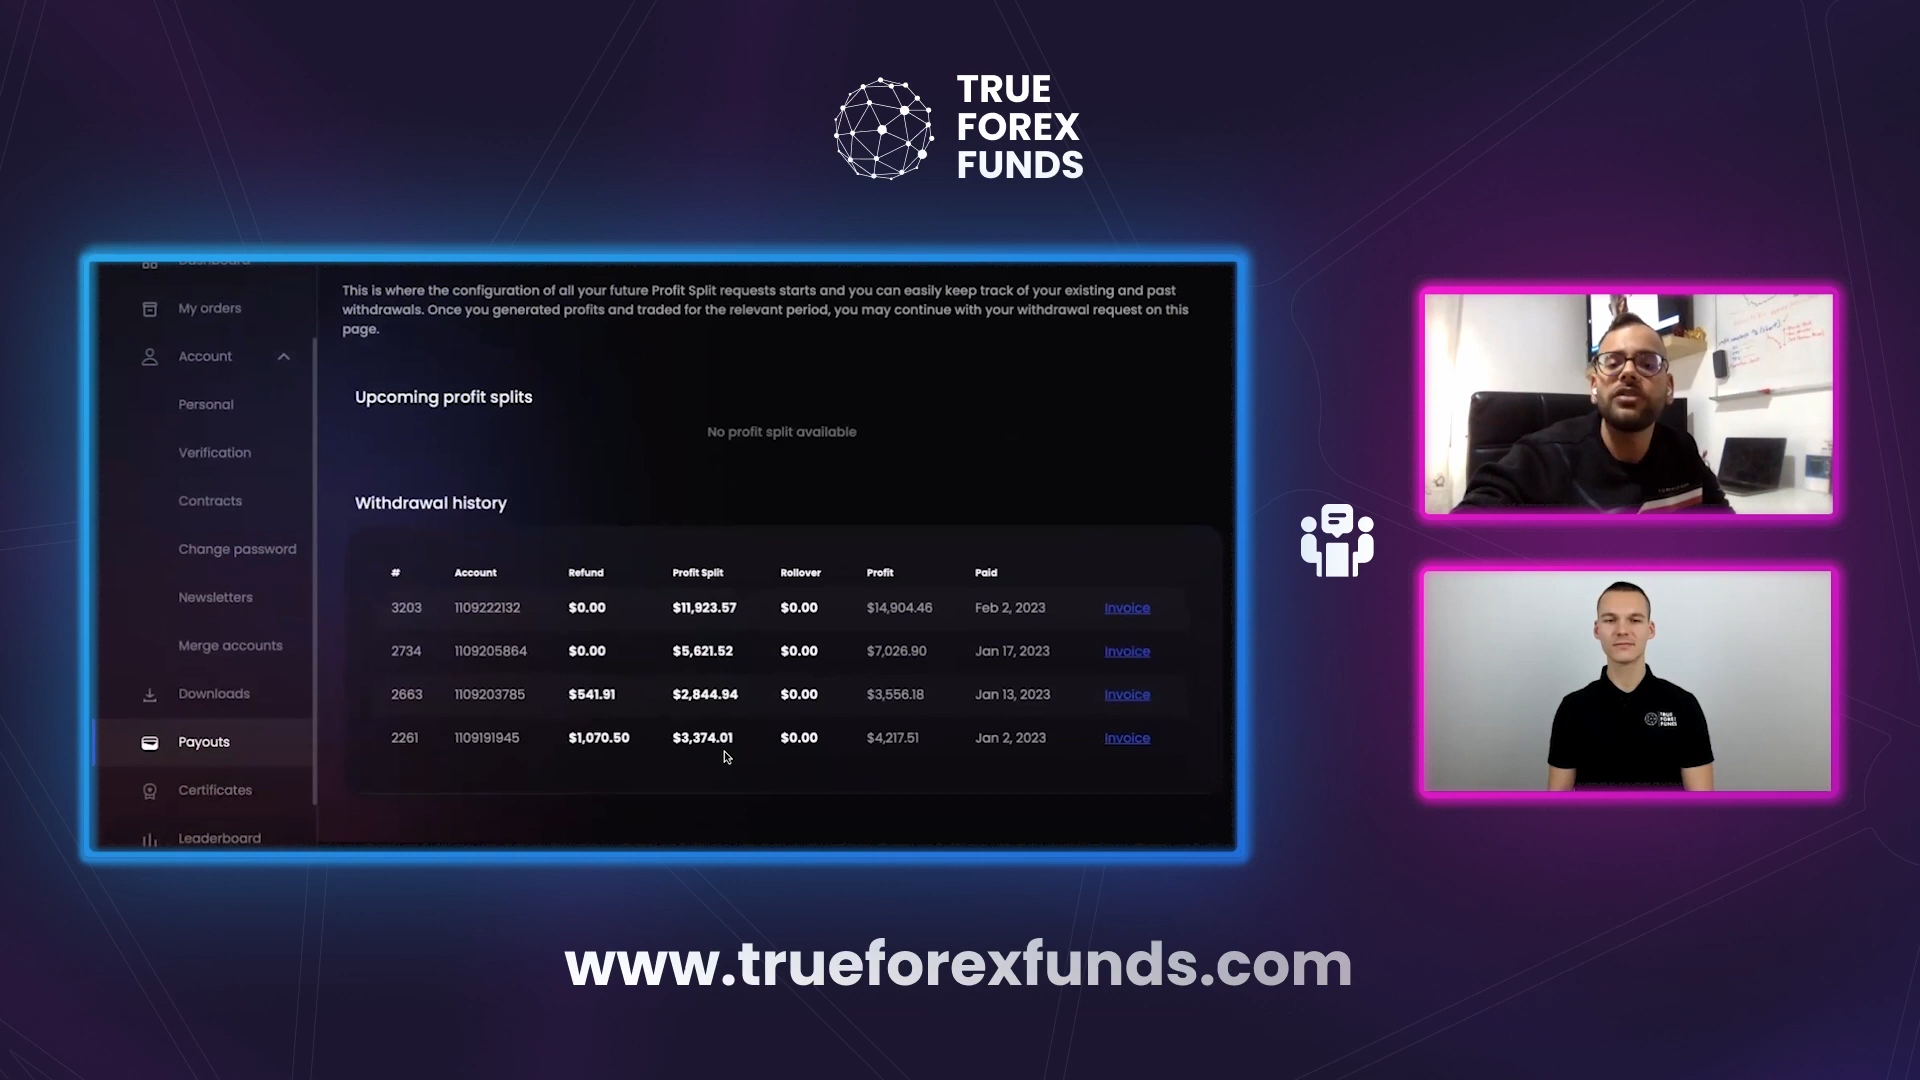 TRUE
FOREX
FUNDS
Dashboard
My orders
Account
Personal
Verification
Contracts
Change password
Newsletters
Merge accounts
Downloads
Payouts
Certificates
Leaderboard
This is where the configuration of all your future Profit Split requests starts and you can easily keep track of your existing and past
withdrawals. Once you generated profits and traded for the relevant period, you may continue with your withdrawal request on this
page.
Upcoming profit splits
No profit split available
Withdrawal history
# Account Refund Profit Split Rollover Profit Paid
3203 1109222132 $0.00 $11,923.57 $0.00 $14,904.46 Feb 2, 2023 Invoice
2734 1109205864 $0.00 $5,621.52 $0.00 $7,026.90 Jan 17, 2023 Invoice
2663 1109203785 $541.91 $2,844.94 $0.00 $3,556.18 Jan 13, 2023 Invoice
2261 1109191945 $1,070.50 $3,374.01 $0.00 $4,217.51 Jan 2, 2023 Invoice
TRUE
FOREX
FUNDS
www.trueforexfunds.com